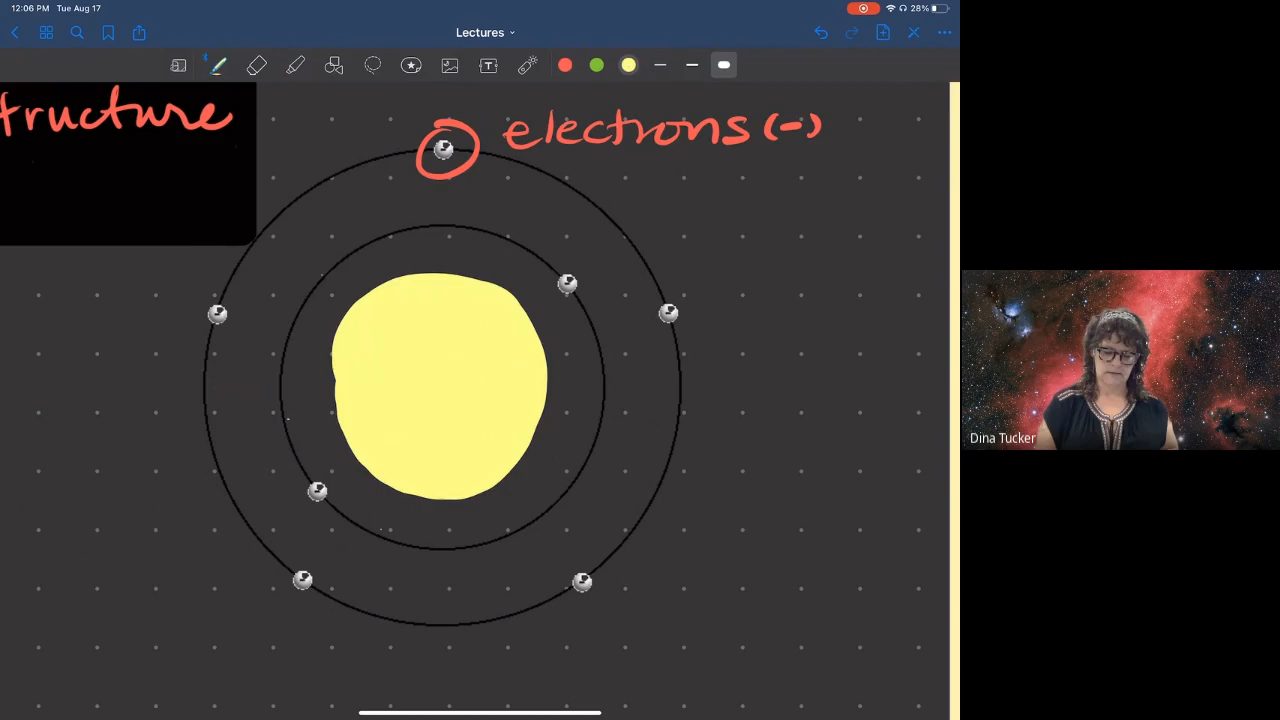 12:06 PM Tue Aug 17
28%
Lectures
T
tructure
electrons (-)
Dina Tucker